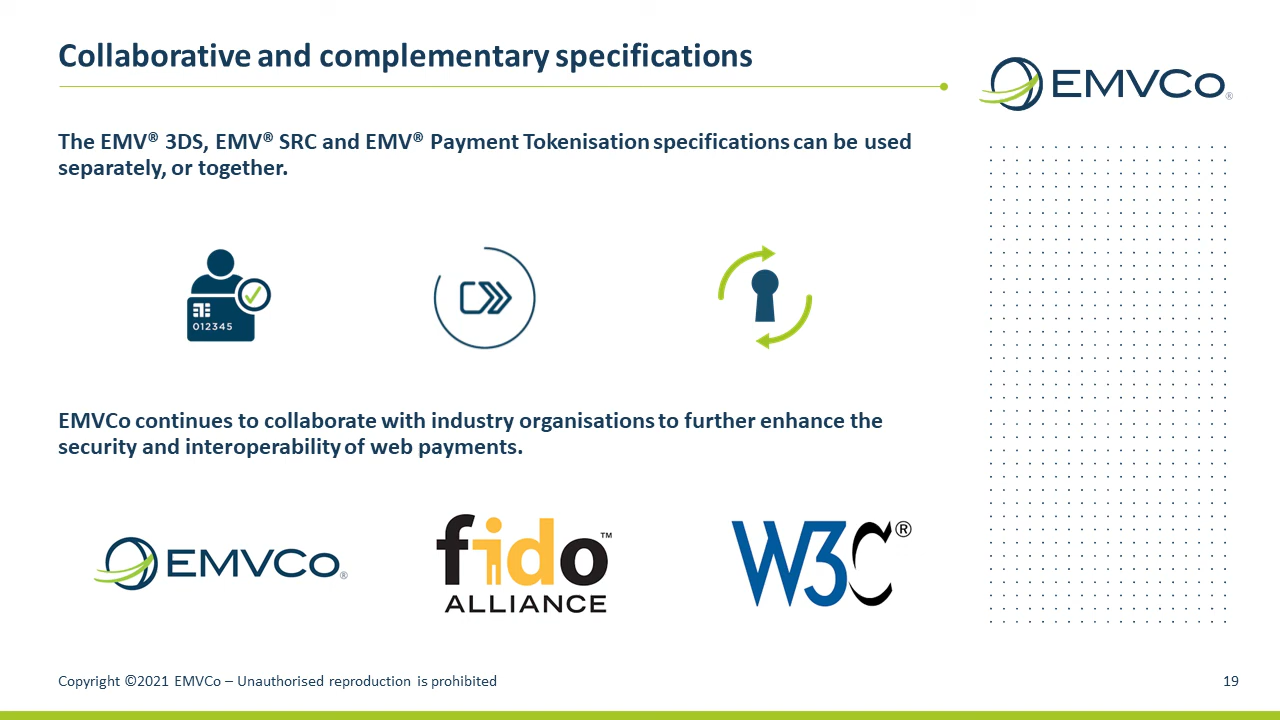 Collaborative and complementary specifications
EMVCo®
The EMV® 3DS, EMV® SRC and EMV® Payment Tokenisation specifications can be used
separately, or together.
012345
EMVCo continues to collaborate with industry organisations to further enhance the
security and interoperability of web payments.
EMVCo®
fido™
ALLIANCE
W3C®
Copyright ©2021 EMVCo – Unauthorised reproduction is prohibited
19